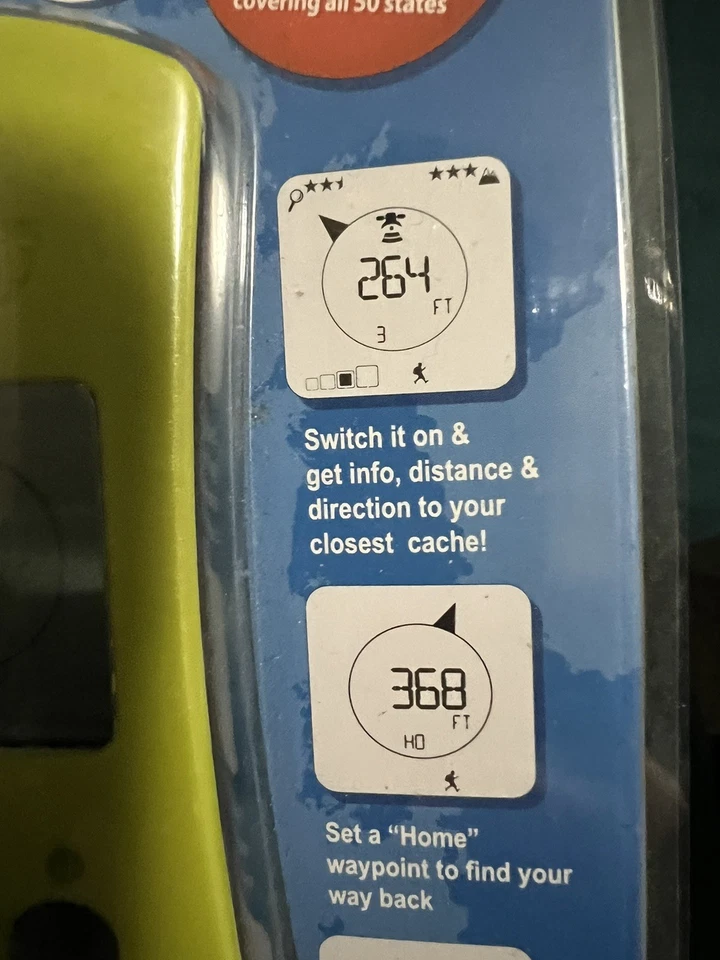 covering all 50 states
264
FT
3
Switch it on &
get info, distance &
direction to your
closest cache!
368
FT
HO
Set a “Home”
waypoint to find your
way back